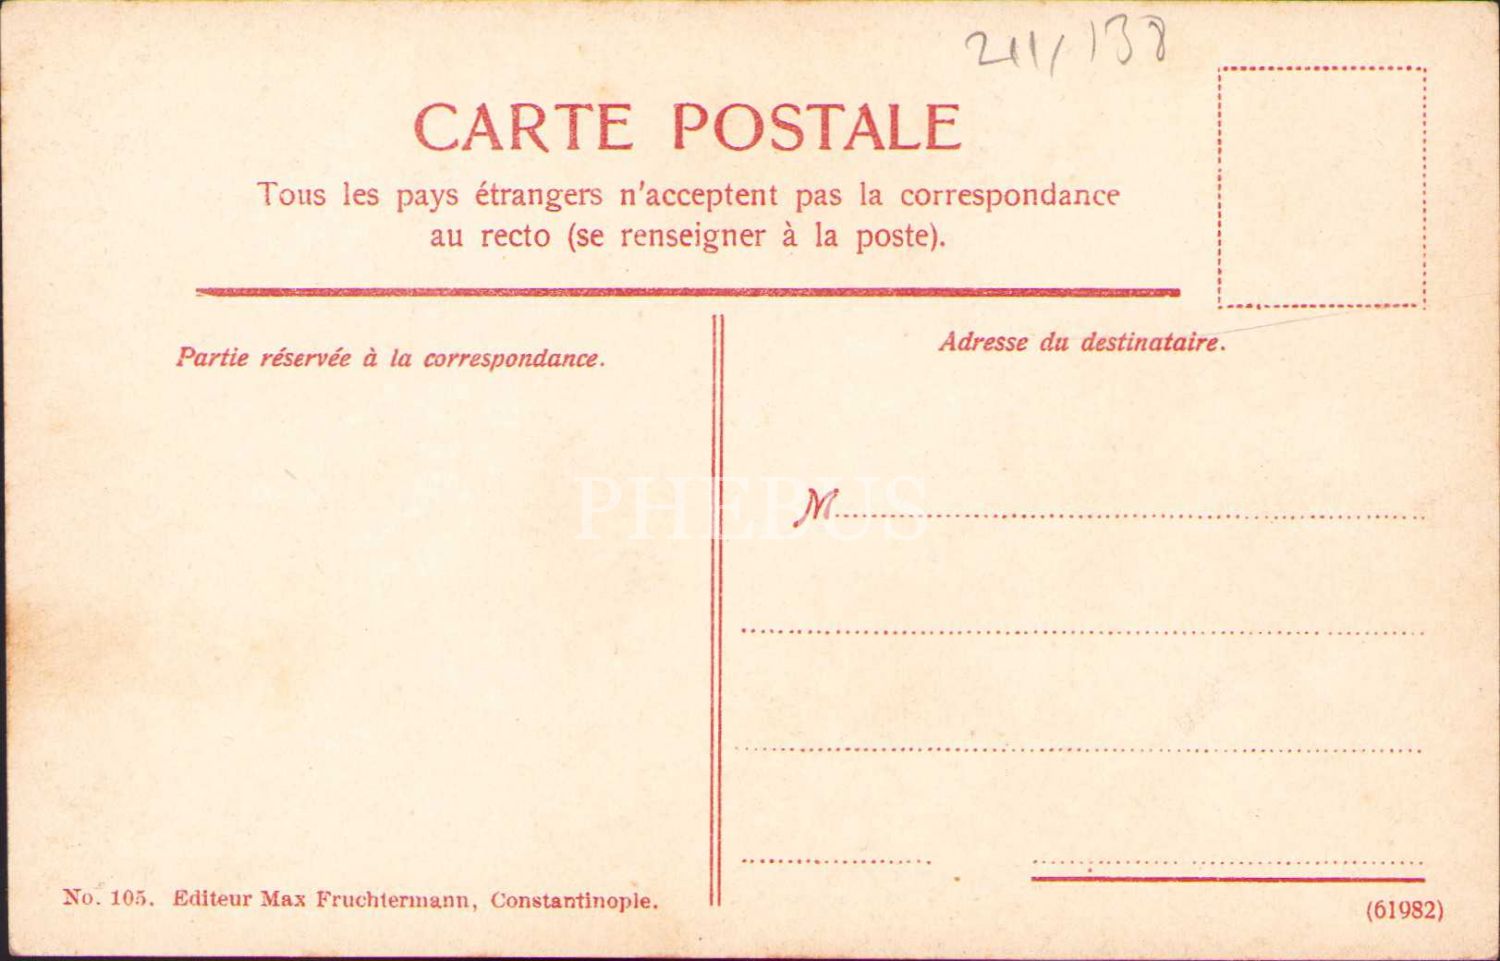 211/138
CARTE POSTALE
Tous les pays étrangers n'acceptent pas la correspondance
au recto (se renseigner à la poste).
Partie réservée à la correspondance.
Adresse du destinataire.
PHEBUS
M
No. 105. Editeur Max Fruchtermann, Constantinople.
(61982)